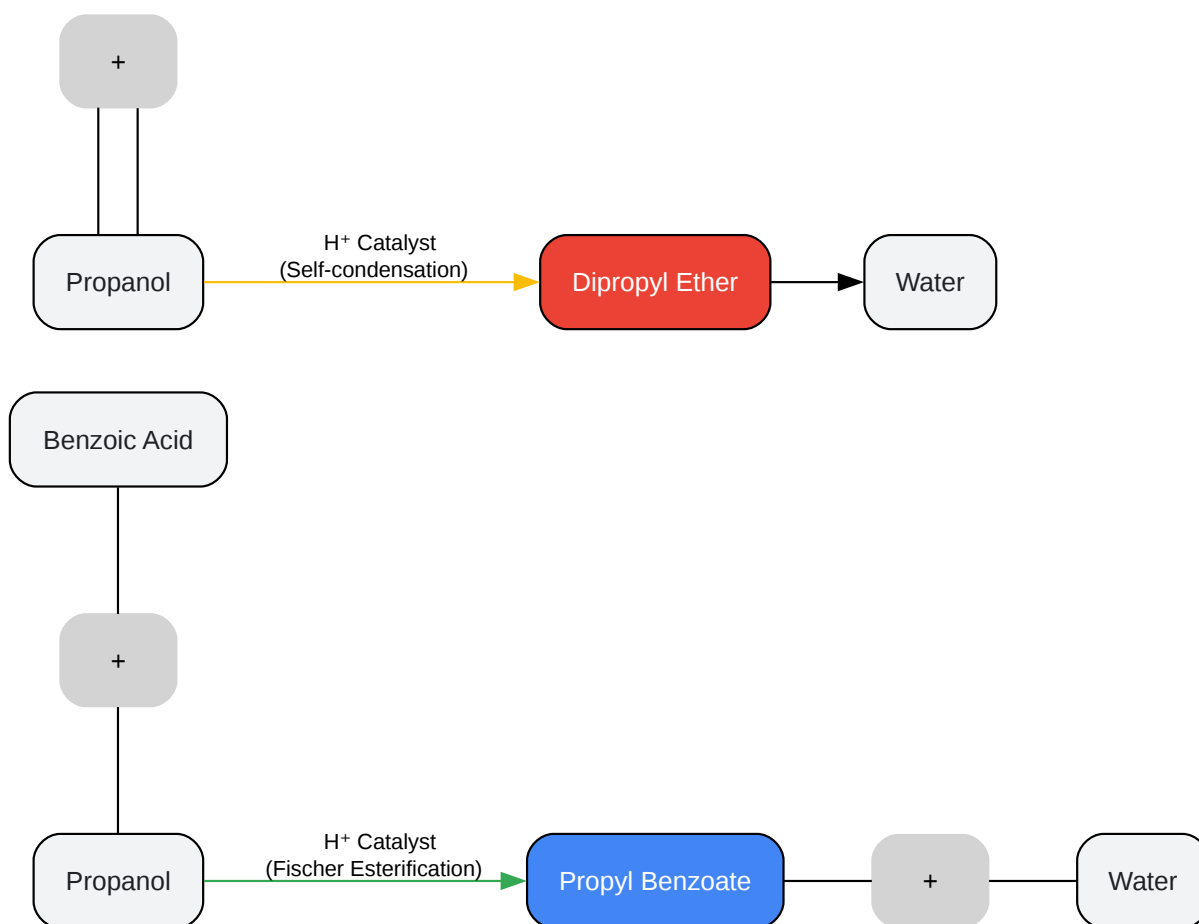 +
H⁺ Catalyst
(Self-condensation)
Propanol
Dipropyl Ether
Water
Benzoic Acid
+
H⁺ Catalyst
(Fischer Esterification)
Propanol
Propyl Benzoate
+
Water